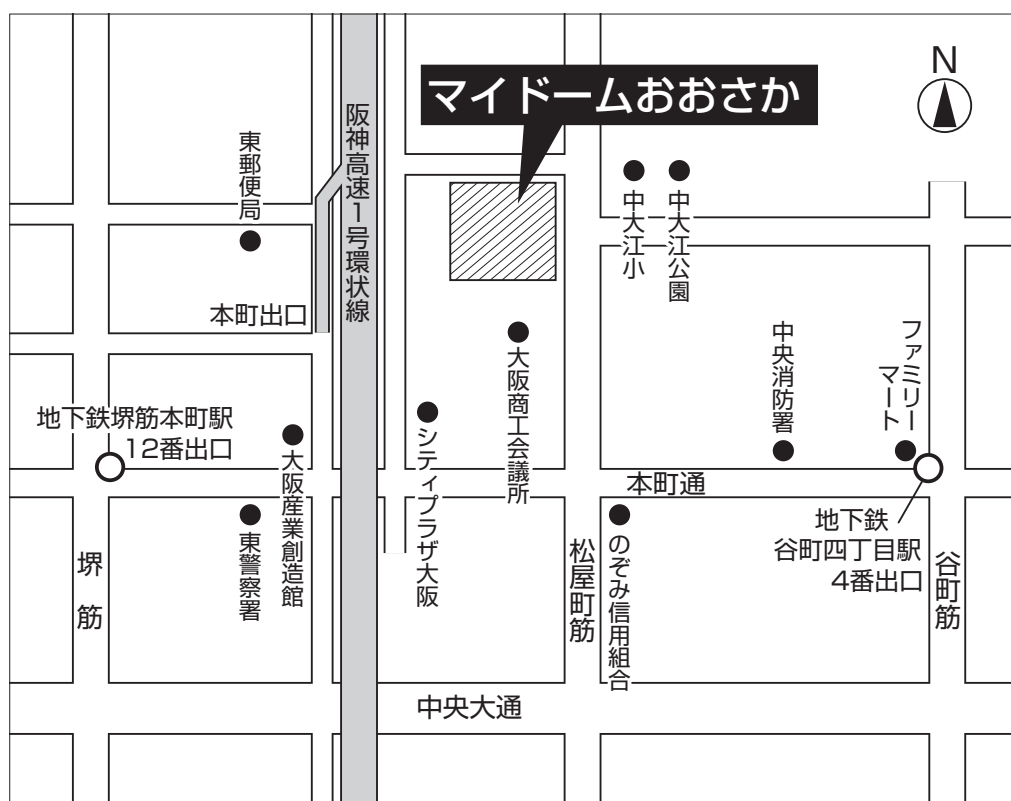 マイドームおおさか
N
阪神高速1号環状線
東郵便局
中大江小
中大江公園
本町出口
大阪商工会議所
中央消防署
ファミリー
マート
地下鉄堺筋本町駅
12番出口
大阪産業創造館
シティプラザ大阪
本町通
東警察署
のぞみ信用組合
地下鉄
谷町四丁目駅
4番出口
堺筋
松屋町筋
谷町筋
中央大通